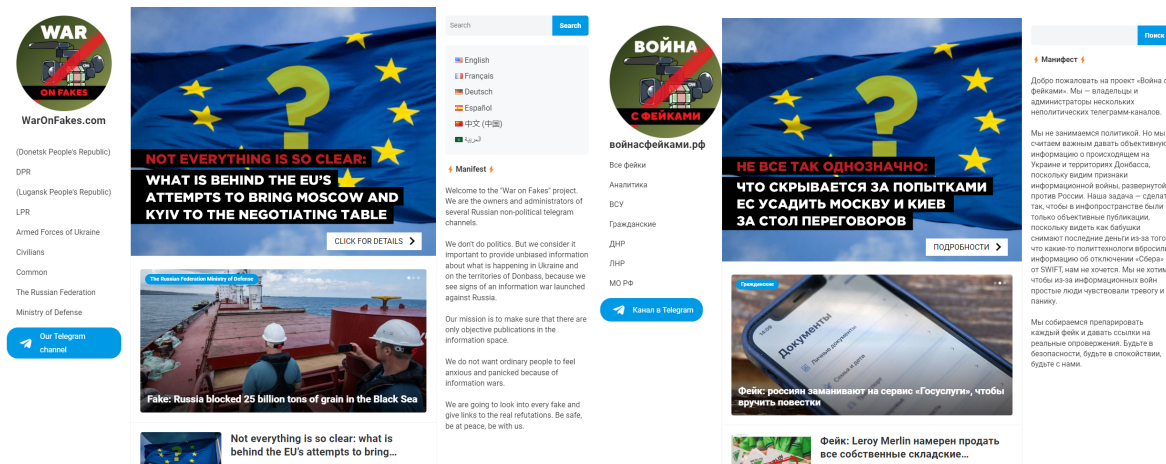 WAR
ON FAKES
WarOnFakes.com
(Donetsk People's Republic)
DPR
(Lugansk People's Republic)
LPR
Armed Forces of Ukraine
Civilians
Common
The Russian Federation
Ministry of Defense
Our Telegram
channel
NOT EVERYTHING IS SO CLEAR:
WHAT IS BEHIND THE EU'S
ATTEMPTS TO BRING MOSCOW AND
KYIV TO THE NEGOTIATING TABLE
CLICK FOR DETAILS
The Russian Federation Ministry of Defense
Fake: Russia blocked 25 billion tons of grain in the Black Sea
Not everything is so clear: what is
behind the EU's attempts to bring...
Search
Search
English
Français
Deutsch
Español
中文 (中国)
العربية
Manifest
Welcome to the "War on Fakes" project.
We are the owners and administrators of
several Russian non-political telegram
channels.
We don't do politics. But we consider it
important to provide unbiased information
about what is happening in Ukraine and
on the territories of Donbass, because we
see signs of an information war launched
against Russia.
Our mission is to make sure that there are
only objective publications in the
information space.
We do not want ordinary people to feel
anxious and panicked because of
information wars.
We are going to look into every fake and
give links to the real refutations. Be safe,
be at peace, be with us.
ВОЙНА
С ФЕЙКАМИ
войнасфейками.рф
Все фейки
Аналитика
ВСУ
Гражданские
ДНР
ЛНР
МО РФ
Канал в Telegram
НЕ ВСЕ ТАК ОДНОЗНАЧНО:
ЧТО СКРЫВАЕТСЯ ЗА ПОПЫТКАМИ
ЕС УСАДИТЬ МОСКВУ И КИЕВ
ЗА СТОЛ ПЕРЕГОВОРОВ
ПОДРОБНОСТИ
Гражданские
14:09
Документы
Личные документы
Семья и дети
Фейк: россиян заманивают на сервис «Госуслуги», чтобы
вручить повестки
Фейк: Leroy Merlin намерен продать
все собственные складские...
Поиск
Манифест
Добро пожаловать на проект «Война с
фейками». Мы — владельцы и
администраторы нескольких
неполитических телеграмм-каналов.
Мы не занимаемся политикой. Но мы
считаем важным давать объективную
информацию о происходящем на
Украине и территориях Донбасса,
поскольку видим признаки
информационной войны, развернутой
против России. Наша задача — сделат
так, чтобы в инфопространстве были
только объективные публикации,
поскольку видеть как бабушки
снимают последние деньги из-за того
что какие-то политтехнологи вбросили
информацию об отключении «Сбера»
от SWIFT, нам не хочется. Мы не хотим
чтобы из-за информационных войн
простые люди чувствовали тревогу и
панику.
Мы собираемся препарировать
каждый фейк и давать ссылки на
реальные опровержения. Будьте в
безопасности, будьте в спокойствии,
будьте с нами.